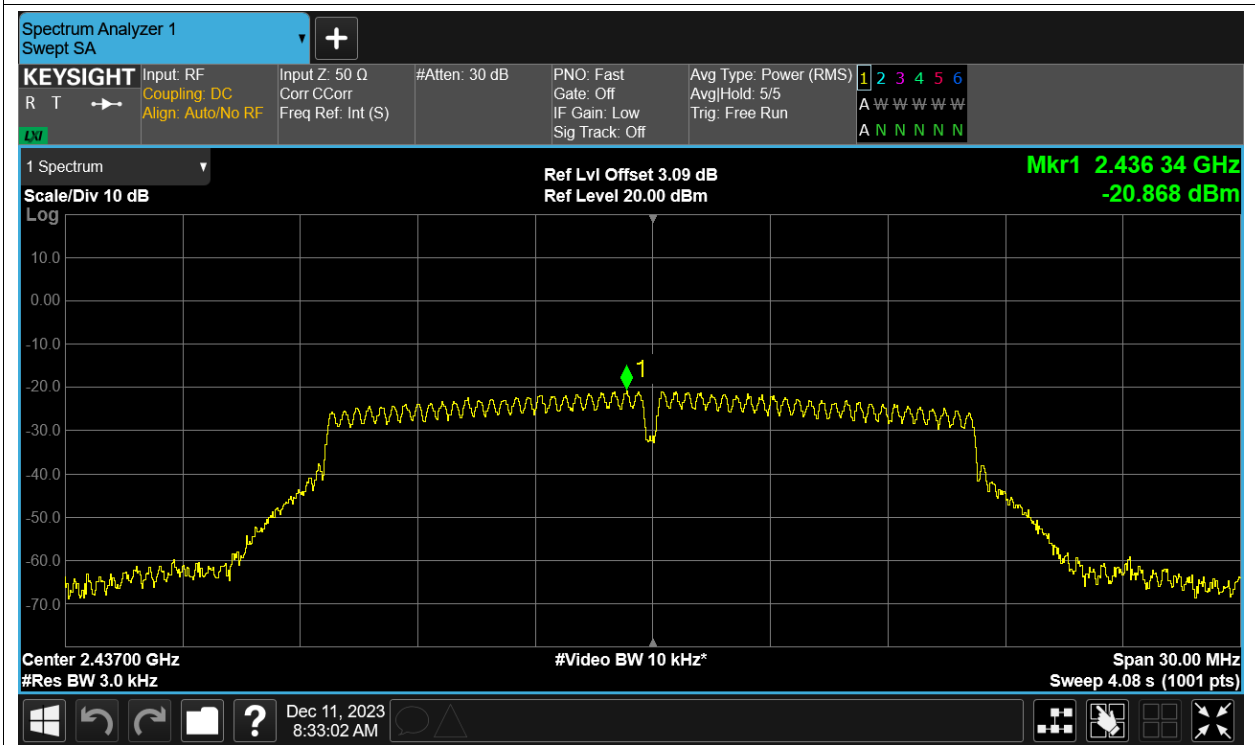 Spectrum Analyzer 1
Swept SA
KEYSIGHT
R T
LXI
Input: RF
Coupling: DC
Align: Auto/No RF
Input Z: 50 Ω
Corr CCorr
Freq Ref: Int (S)
#Atten: 30 dB
PNO: Fast
Gate: Off
IF Gain: Low
Sig Track: Off
Avg Type: Power (RMS)
Avg|Hold: 5/5
Trig: Free Run
1 2 3 4 5 6
A W W W W W
A N N N N N
1 Spectrum
Scale/Div 10 dB
Log
Ref Lvl Offset 3.09 dB
Ref Level 20.00 dBm
Mkr1 2.436 34 GHz
-20.868 dBm
10.0
0.00
-10.0
-20.0
-30.0
-40.0
-50.0
-60.0
-70.0
1
Center 2.43700 GHz
#Res BW 3.0 kHz
#Video BW 10 kHz*
Span 30.00 MHz
Sweep 4.08 s (1001 pts)
?
Dec 11, 2023
8:33:02 AM